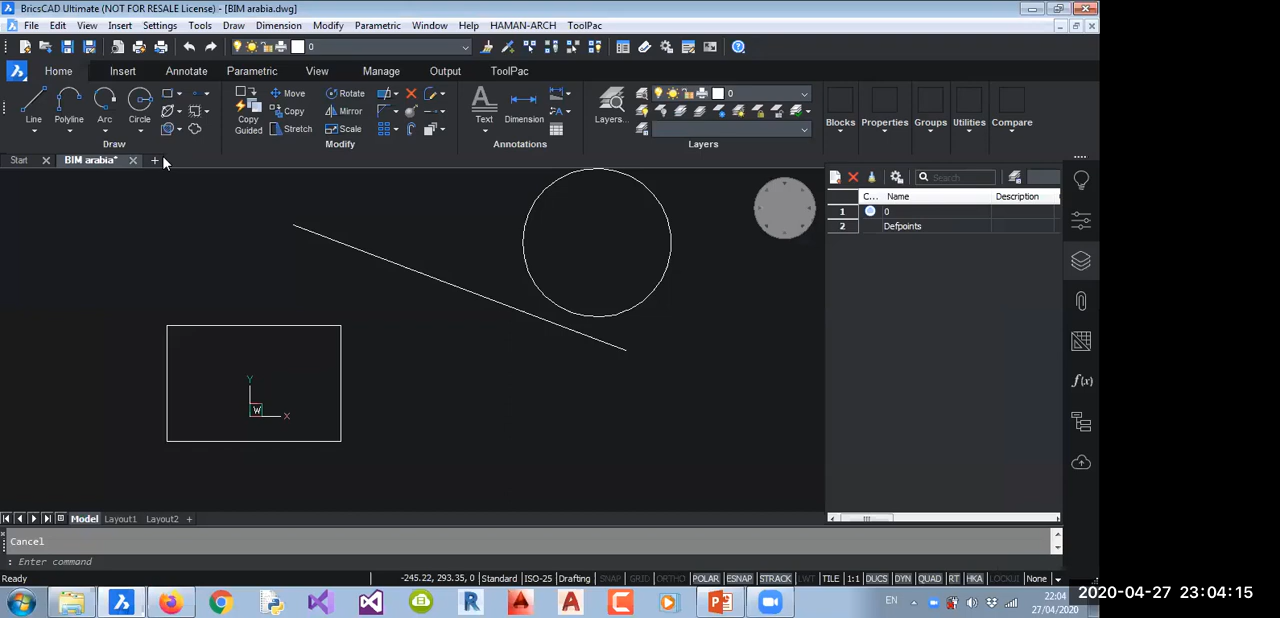 BricsCAD Ultimate (NOT FOR RESALE License) - [BIM arabia.dwg]
File Edit View Insert Settings Tools Draw Dimension Modify Parametric Window Help HAMAN-ARCH ToolPac
0
Home Insert Annotate Parametric View Manage Output ToolPac
Line Polyline Arc Circle
Copy Guided
Move Rotate
Copy Mirror
Stretch Scale
Text Dimension
Layers...
0
Blocks Properties Groups Utilities Compare
Draw Modify Annotations Layers
Start BIM arabia* +
Search
C... Name Description
1 0
2 Defpoints
Y
W
X
f(x)
Model Layout1 Layout2 +
Cancel
: Enter command
Ready
-245.22, 293.35, 0 Standard ISO-25 Drafting SNAP GRID ORTHO POLAR ESNAP STRACK LWT TILE 1:1 DUCS DYN QUAD RT HKA LOCKUI None
EN
22:04
27/04/2020
2020-04-27 23:04:15